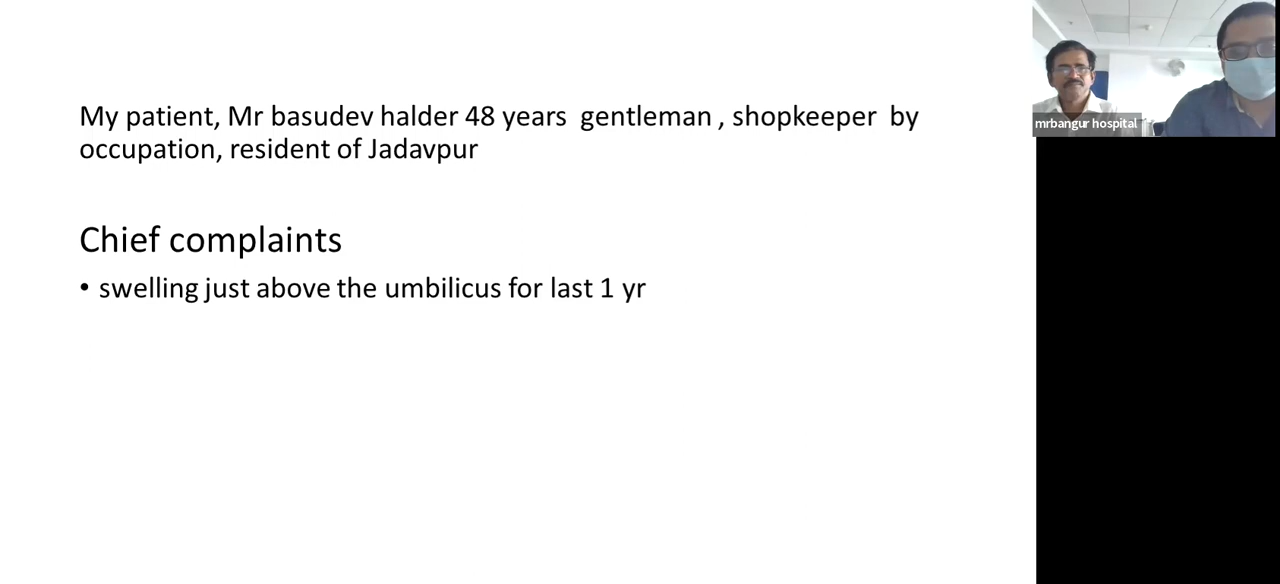 My patient, Mr basudev halder 48 years gentleman , shopkeeper by
occupation, resident of Jadavpur
Chief complaints
• swelling just above the umbilicus for last 1 yr
mrbangur hospital